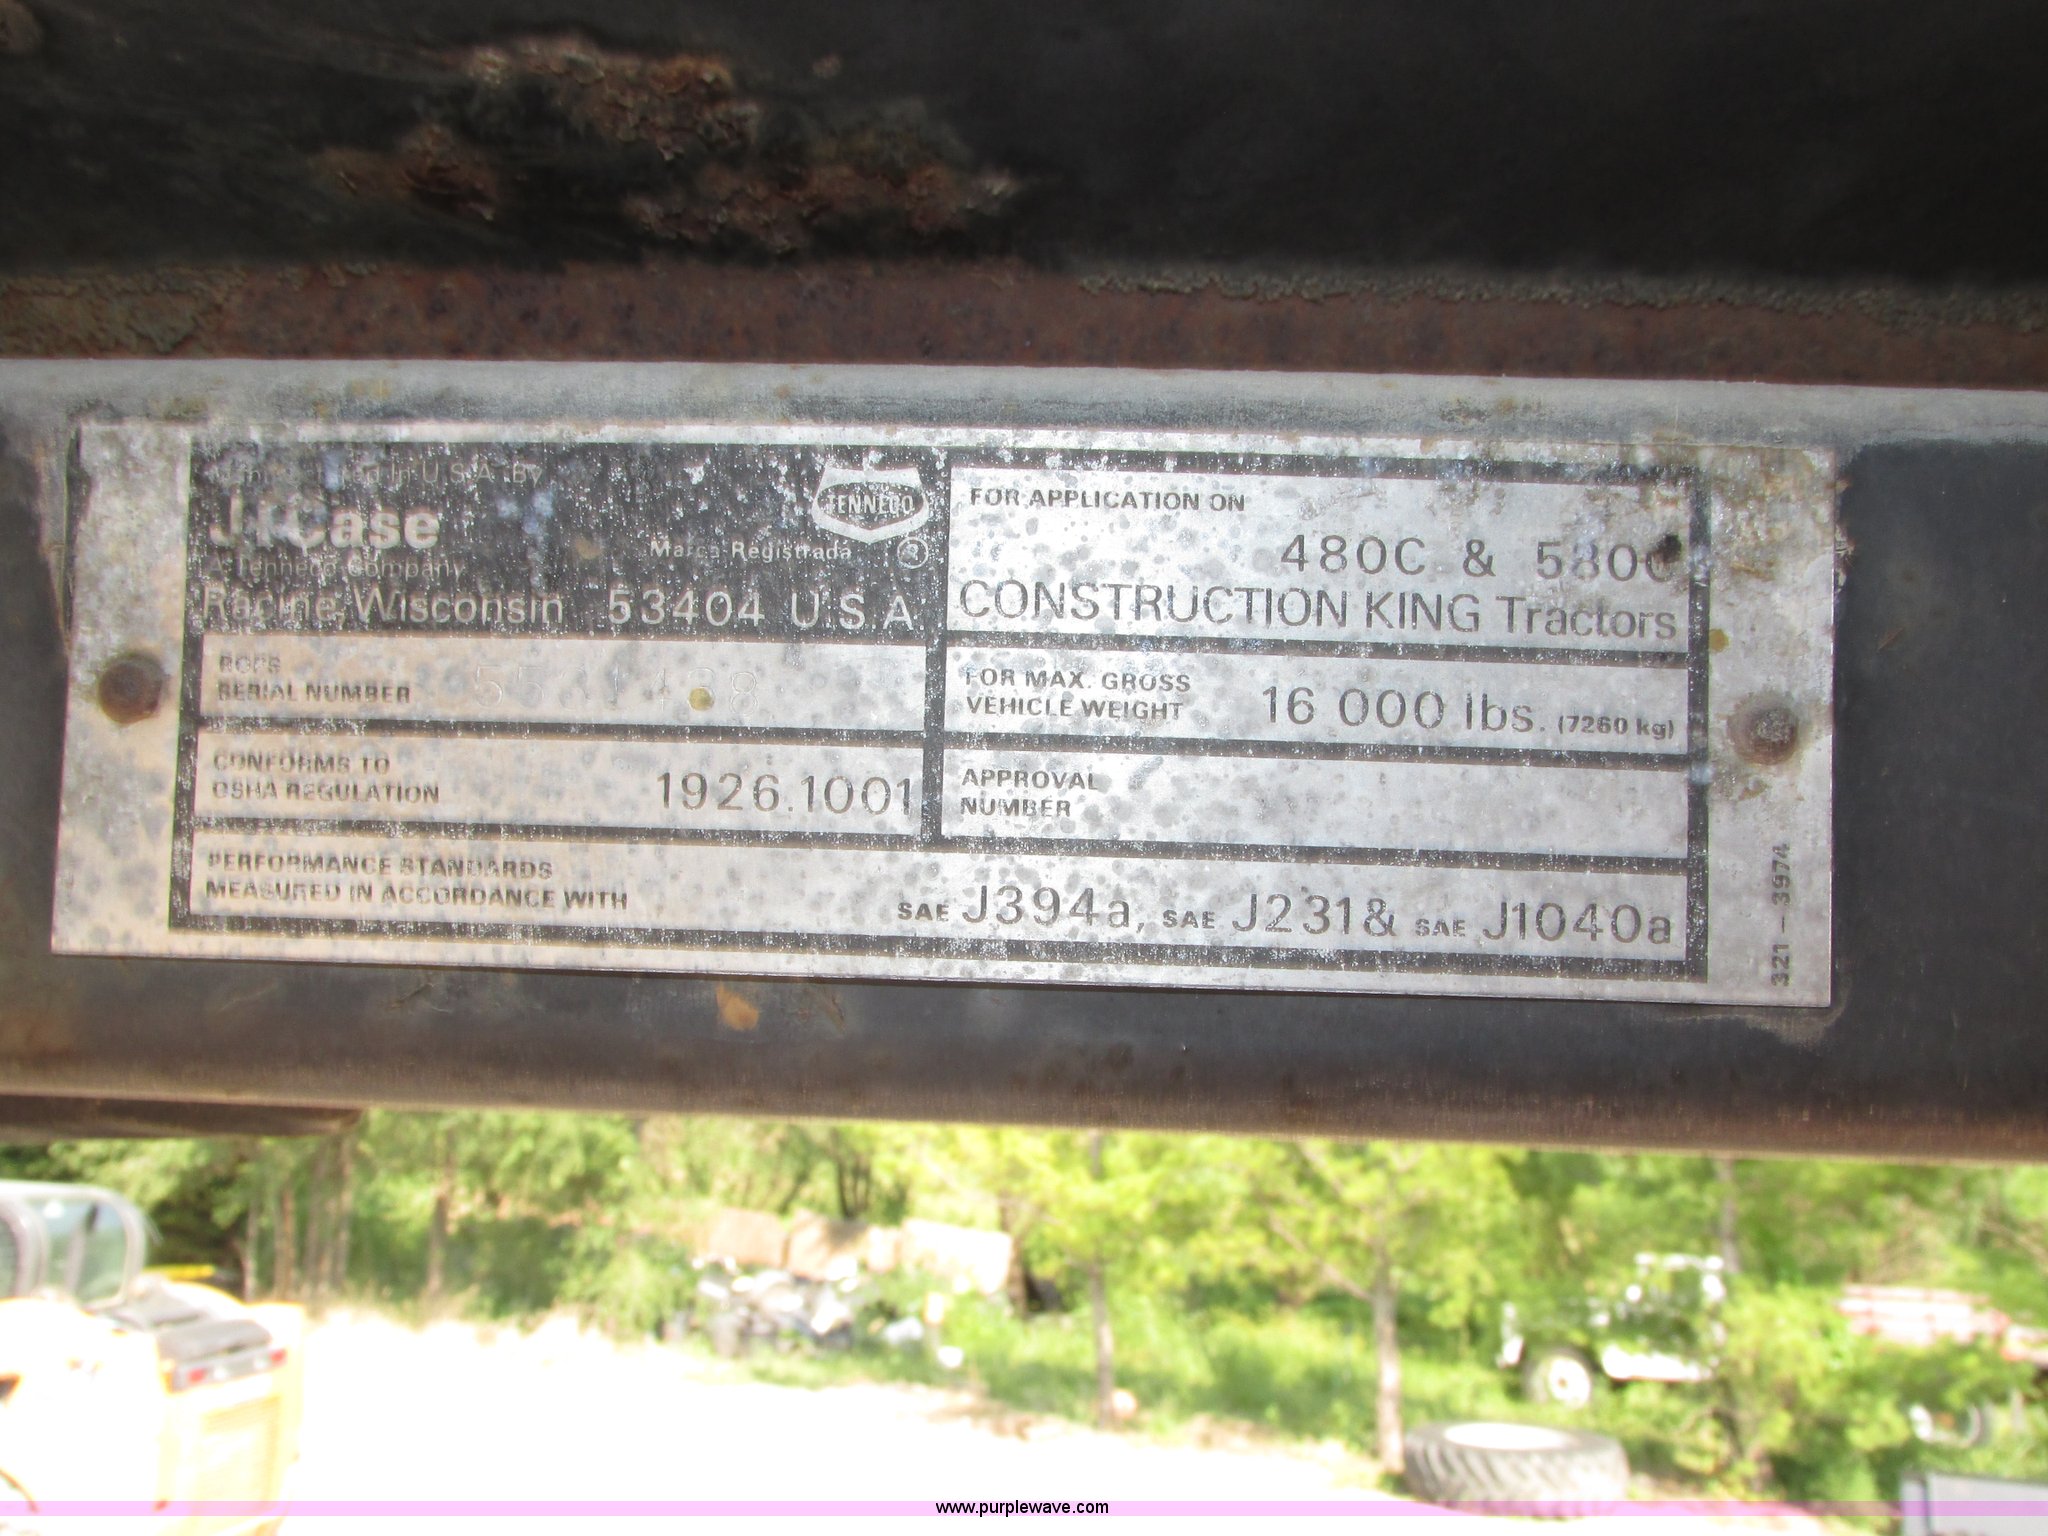 In U.S.A. By
J I Case
A Tenneco Company
TENNECO
Marca Registrada
R
Racine, Wisconsin 53404 U.S.A.
ROPS
SERIAL NUMBER
CONFORMS TO
OSHA REGULATION 1926.1001
PERFORMANCE STANDARDS
MEASURED IN ACCORDANCE WITH
SAE J394a, SAE J231 & SAE J1040a
FOR APPLICATION ON
480C & 580C
CONSTRUCTION KING Tractors
FOR MAX. GROSS
VEHICLE WEIGHT 16 000 lbs. (7260 kg)
APPROVAL
NUMBER
321-3974
www.purplewave.com